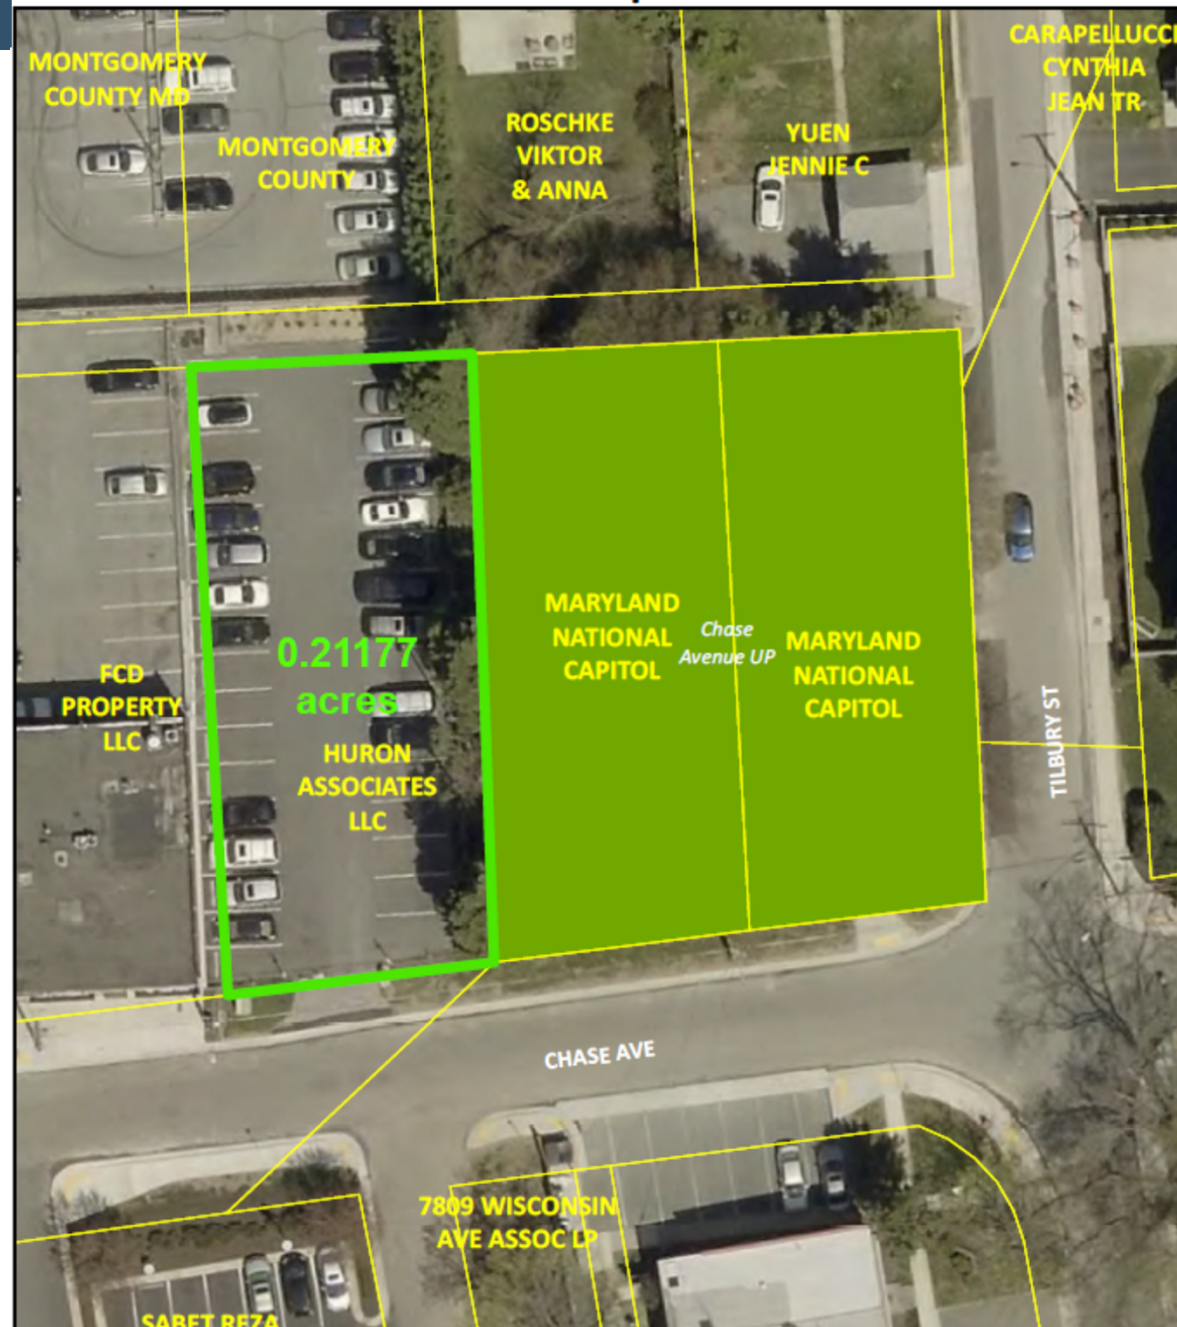 MONTGOMERY
COUNTY MD
MONTGOMERY
COUNTY
ROSCHKE
VIKTOR
& ANNA
YUEN
JENNIE C
CARAPELLUCCI
CYNTHIA
JEAN TR
0.21177
acres
FCD
PROPERTY
LLC
HURON
ASSOCIATES
LLC
MARYLAND
NATIONAL
CAPITOL
Chase
Avenue UP
MARYLAND
NATIONAL
CAPITOL
TILBURY ST
CHASE AVE
7809 WISCONSIN
AVE ASSOC LP
SABET REZA